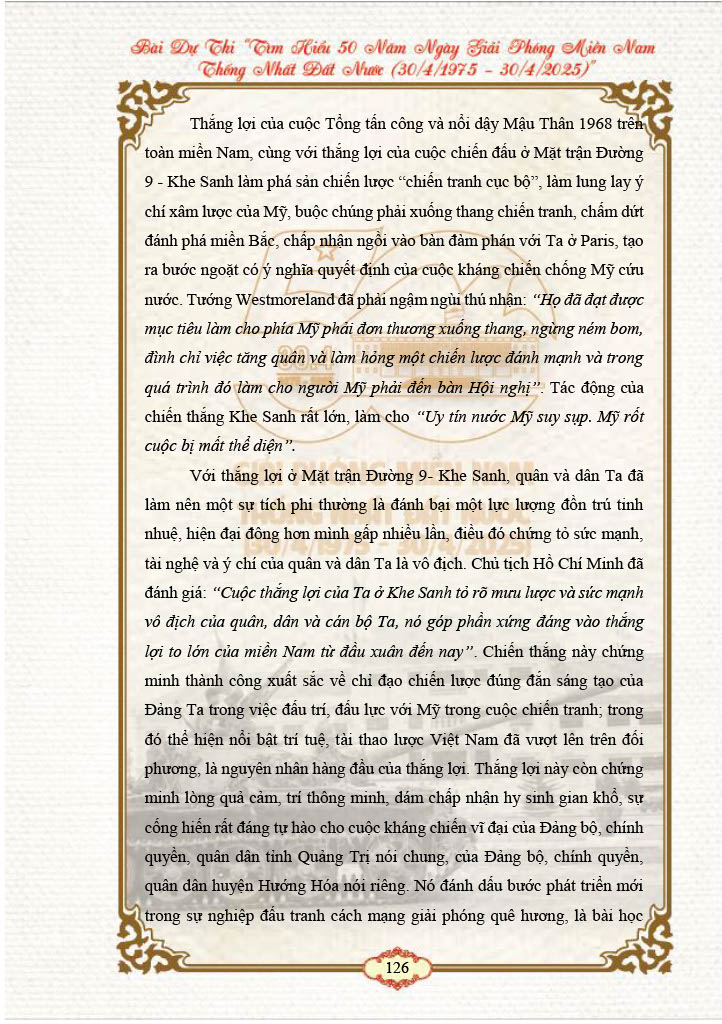 Bài Dự Thi “Tìm Hiểu 50 Năm Ngày Giải Phóng Miền Nam
Thống Nhất Đất Nước (30/4/1975 – 30/4/2025)”
Thắng lợi của cuộc Tổng tấn công và nổi dậy Mậu Thân 1968 trên
toàn miền Nam, cùng với thắng lợi của cuộc chiến đấu ở Mặt trận Đường
9 - Khe Sanh làm phá sản chiến lược “chiến tranh cục bộ”, làm lung lay ý
chí xâm lược của Mỹ, buộc chúng phải xuống thang chiến tranh, chấm dứt
đánh phá miền Bắc, chấp nhận ngồi vào bàn đàm phán với Ta ở Paris, tạo
ra bước ngoặt có ý nghĩa quyết định của cuộc kháng chiến chống Mỹ cứu
nước. Tướng Westmoreland đã phải ngậm ngùi thú nhận: “Họ đã đạt được
mục tiêu làm cho phía Mỹ phải đơn thương xuống thang, ngừng ném bom,
đình chỉ việc tăng quân và làm hỏng một chiến lược đánh mạnh và trong
quá trình đó làm cho người Mỹ phải đến bàn Hội nghị”. Tác động của
chiến thắng Khe Sanh rất lớn, làm cho “Uy tín nước Mỹ suy sụp. Mỹ rốt
cuộc bị mất thể diện”.
Với thắng lợi ở Mặt trận Đường 9- Khe Sanh, quân và dân Ta đã
làm nên một sự tích phi thường là đánh bại một lực lượng đồn trú tinh
nhuệ, hiện đại đông hơn mình gấp nhiều lần, điều đó chứng tỏ sức mạnh,
tài nghệ và ý chí của quân và dân Ta là vô địch. Chủ tịch Hồ Chí Minh đã
đánh giá: “Cuộc thắng lợi của Ta ở Khe Sanh tỏ rõ mưu lược và sức mạnh
vô địch của quân, dân và cán bộ Ta, nó góp phần xứng đáng vào thắng
lợi to lớn của miền Nam từ đầu xuân đến nay”. Chiến thắng này chứng
minh thành công xuất sắc về chỉ đạo chiến lược đúng đắn sáng tạo của
Đảng Ta trong việc đấu trí, đấu lực với Mỹ trong cuộc chiến tranh; trong
đó thể hiện nổi bật trí tuệ, tài thao lược Việt Nam đã vượt lên trên đối
phương, là nguyên nhân hàng đầu của thắng lợi. Thắng lợi này còn chứng
minh lòng quả cảm, trí thông minh, dám chấp nhận hy sinh gian khổ, sự
cống hiến rất đáng tự hào cho cuộc kháng chiến vĩ đại của Đảng bộ, chính
quyền, quân dân tỉnh Quảng Trị nói chung, của Đảng bộ, chính quyền,
quân dân huyện Hướng Hóa nói riêng. Nó đánh dấu bước phát triển mới
trong sự nghiệp đấu tranh cách mạng giải phóng quê hương, là bài học
50
30.4
GIẢI PHÓNG MIỀN NAM
THỐNG NHẤT ĐẤT NƯỚC
(30/4/1975 - 30/4/2025)
126